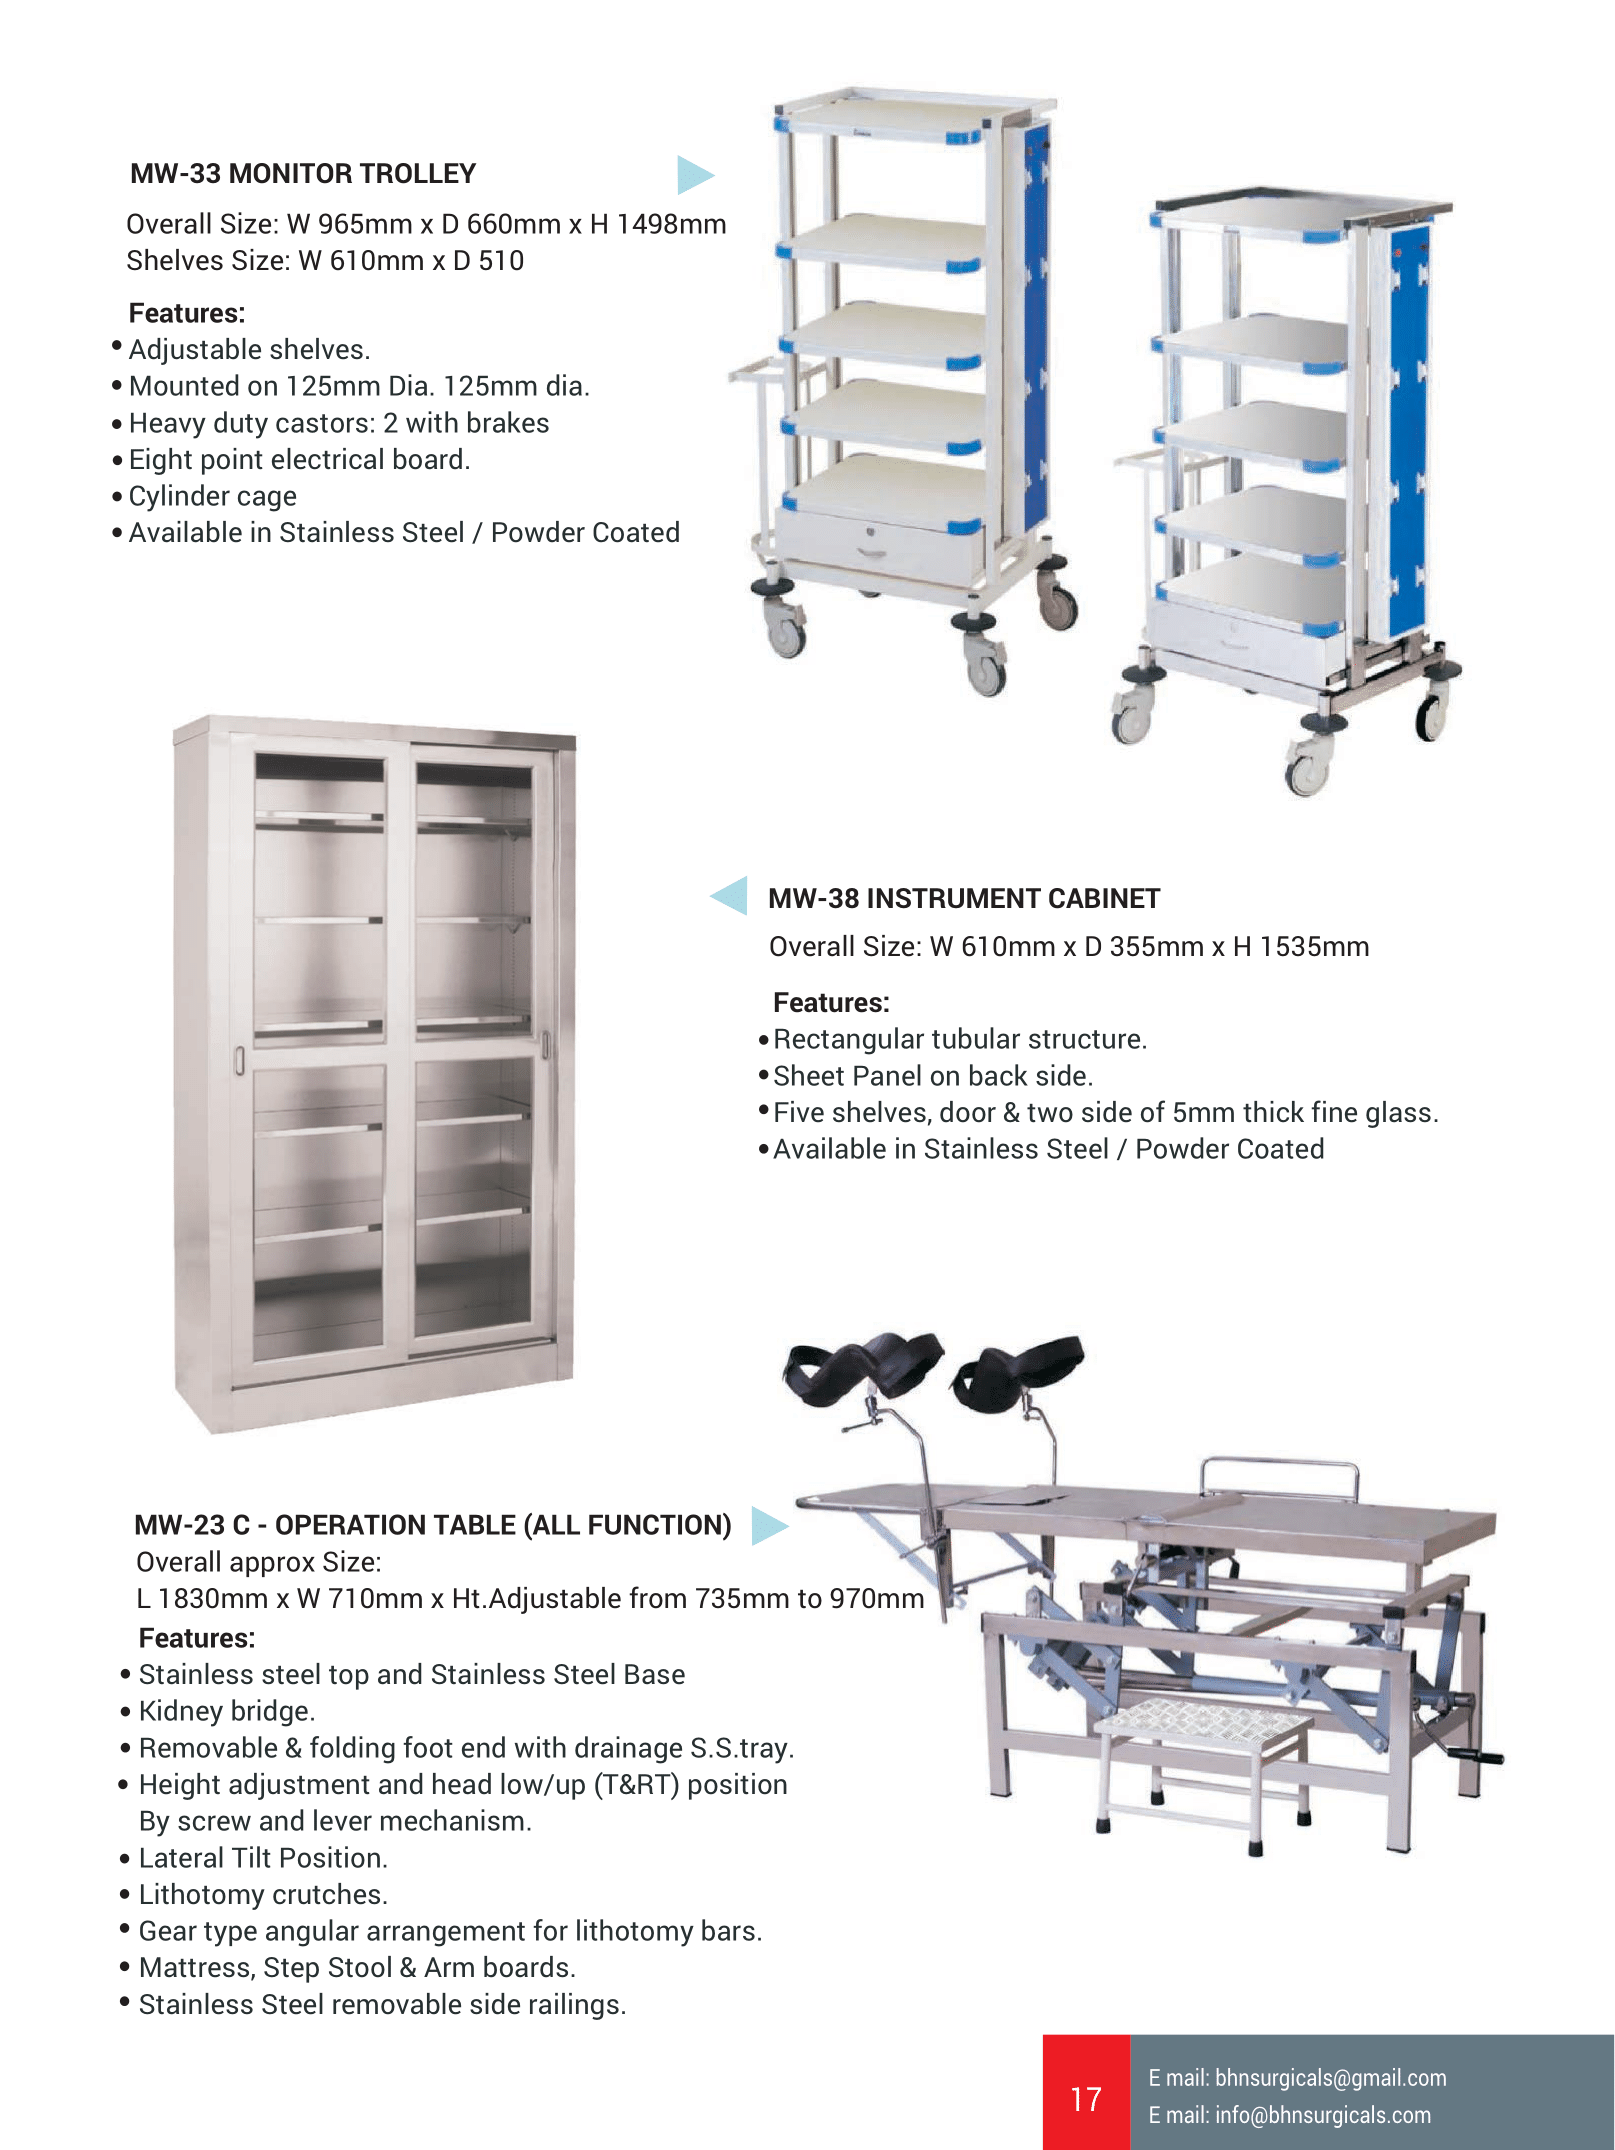 MW-33 MONITOR TROLLEY
Overall Size: W 965mm x D 660mm x H 1498mm
Shelves Size: W 610mm x D 510
Features:
• Adjustable shelves.
• Mounted on 125mm Dia. 125mm dia.
• Heavy duty castors: 2 with brakes
• Eight point electrical board.
• Cylinder cage
• Available in Stainless Steel / Powder Coated
MW-38 INSTRUMENT CABINET
Overall Size: W 610mm x D 355mm x H 1535mm
Features:
• Rectangular tubular structure.
• Sheet Panel on back side.
• Five shelves, door & two side of 5mm thick fine glass.
• Available in Stainless Steel / Powder Coated
MW-23 C - OPERATION TABLE (ALL FUNCTION)
Overall approx Size:
L 1830mm x W 710mm x Ht.Adjustable from 735mm to 970mm
Features:
• Stainless steel top and Stainless Steel Base
• Kidney bridge.
• Removable & folding foot end with drainage S.S.tray.
• Height adjustment and head low/up (T&RT) position
By screw and lever mechanism.
• Lateral Tilt Position.
• Lithotomy crutches.
• Gear type angular arrangement for lithotomy bars.
• Mattress, Step Stool & Arm boards.
• Stainless Steel removable side railings.
17
E mail: bhnsurgicals@gmail.com
E mail: info@bhnsurgicals.com